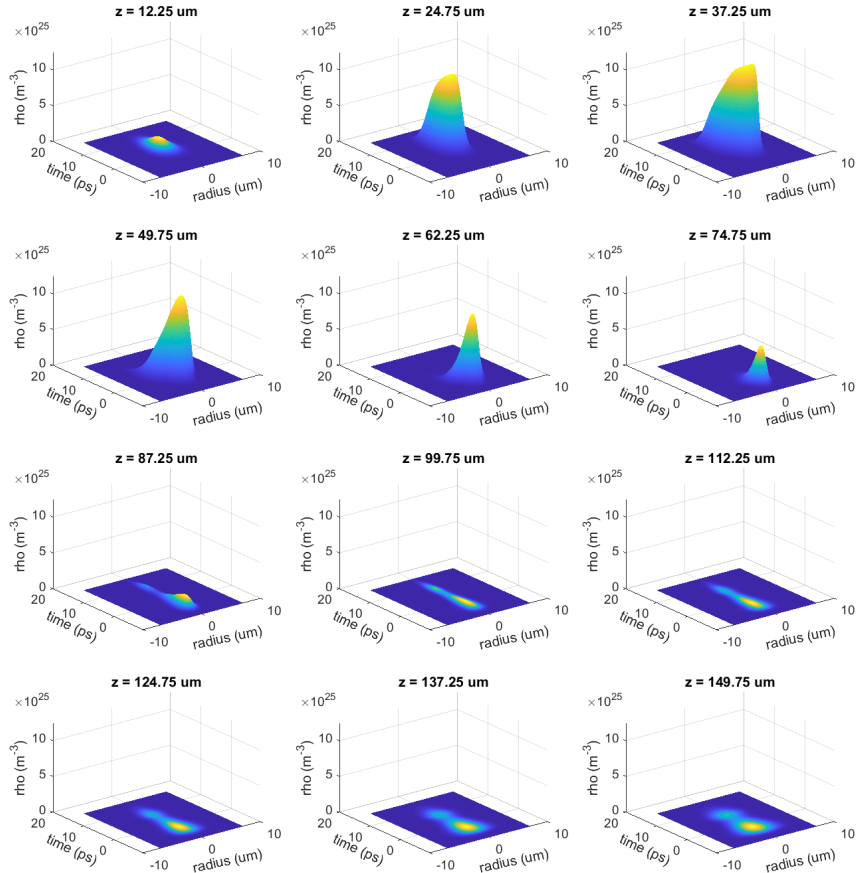 z = 12.25 um
×10^25
rho (m^-3)
10
5
0
20
10
0
time (ps)
-10
0
10
radius (um)
z = 24.75 um
×10^25
rho (m^-3)
10
5
0
20
10
0
time (ps)
-10
0
10
radius (um)
z = 37.25 um
×10^25
rho (m^-3)
10
5
0
20
10
0
time (ps)
-10
0
10
radius (um)
z = 49.75 um
×10^25
rho (m^-3)
10
5
0
20
10
0
time (ps)
-10
0
10
radius (um)
z = 62.25 um
×10^25
rho (m^-3)
10
5
0
20
10
0
time (ps)
-10
0
10
radius (um)
z = 74.75 um
×10^25
rho (m^-3)
10
5
0
20
10
0
time (ps)
-10
0
10
radius (um)
z = 87.25 um
×10^25
rho (m^-3)
10
5
0
20
10
0
time (ps)
-10
0
10
radius (um)
z = 99.75 um
×10^25
rho (m^-3)
10
5
0
20
10
0
time (ps)
-10
0
10
radius (um)
z = 112.25 um
×10^25
rho (m^-3)
10
5
0
20
10
0
time (ps)
-10
0
10
radius (um)
z = 124.75 um
×10^25
rho (m^-3)
10
5
0
20
10
0
time (ps)
-10
0
10
radius (um)
z = 137.25 um
×10^25
rho (m^-3)
10
5
0
20
10
0
time (ps)
-10
0
10
radius (um)
z = 149.75 um
×10^25
rho (m^-3)
10
5
0
20
10
0
time (ps)
-10
0
10
radius (um)